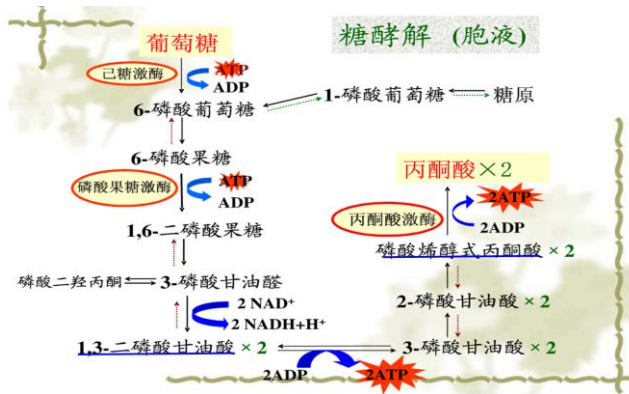 糖酵解 (胞液)
葡萄糖
己糖激酶
ATP
ADP
6-磷酸葡萄糖
1-磷酸葡萄糖
糖原
6-磷酸果糖
磷酸果糖激酶
ATP
ADP
1,6-二磷酸果糖
磷酸二羟丙酮
3-磷酸甘油醛
2 NAD⁺
2 NADH+H⁺
1,3-二磷酸甘油酸 × 2
2ADP
2ATP
3-磷酸甘油酸 × 2
2-磷酸甘油酸 × 2
磷酸烯醇式丙酮酸 × 2
丙酮酸激酶
2ATP
2ADP
丙酮酸×2